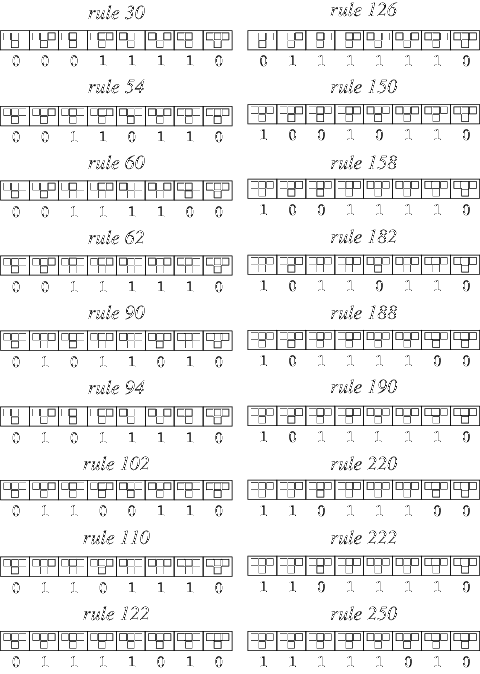 rule 30
0 0 0 1 1 1 1 0
rule 54
0 0 1 1 0 1 1 0
rule 60
0 0 1 1 1 1 0 0
rule 62
0 0 1 1 1 1 1 0
rule 90
0 1 0 1 1 0 1 0
rule 94
0 1 0 1 1 1 1 0
rule 102
0 1 1 0 0 1 1 0
rule 110
0 1 1 0 1 1 1 0
rule 122
0 1 1 1 1 0 1 0
rule 126
0 1 1 1 1 1 1 0
rule 150
1 0 0 1 0 1 1 0
rule 158
1 0 0 1 1 1 1 0
rule 182
1 0 1 1 0 1 1 0
rule 188
1 0 1 1 1 1 0 0
rule 190
1 0 1 1 1 1 1 0
rule 220
1 1 0 1 1 1 0 0
rule 222
1 1 0 1 1 1 1 0
rule 250
1 1 1 1 1 0 1 0